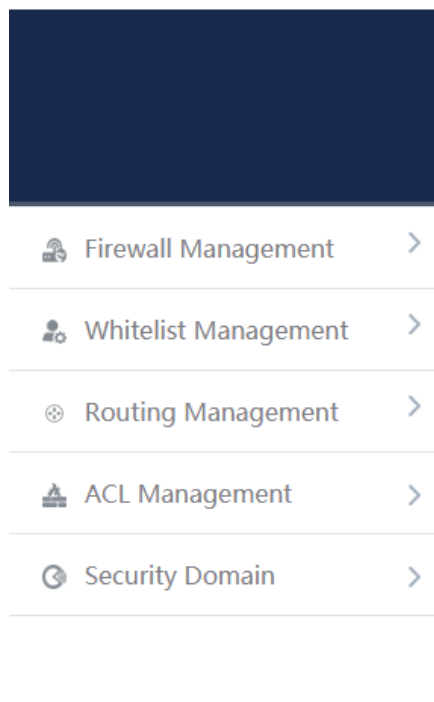 Firewall Management
Whitelist Management
Routing Management
ACL Management
Security Domain